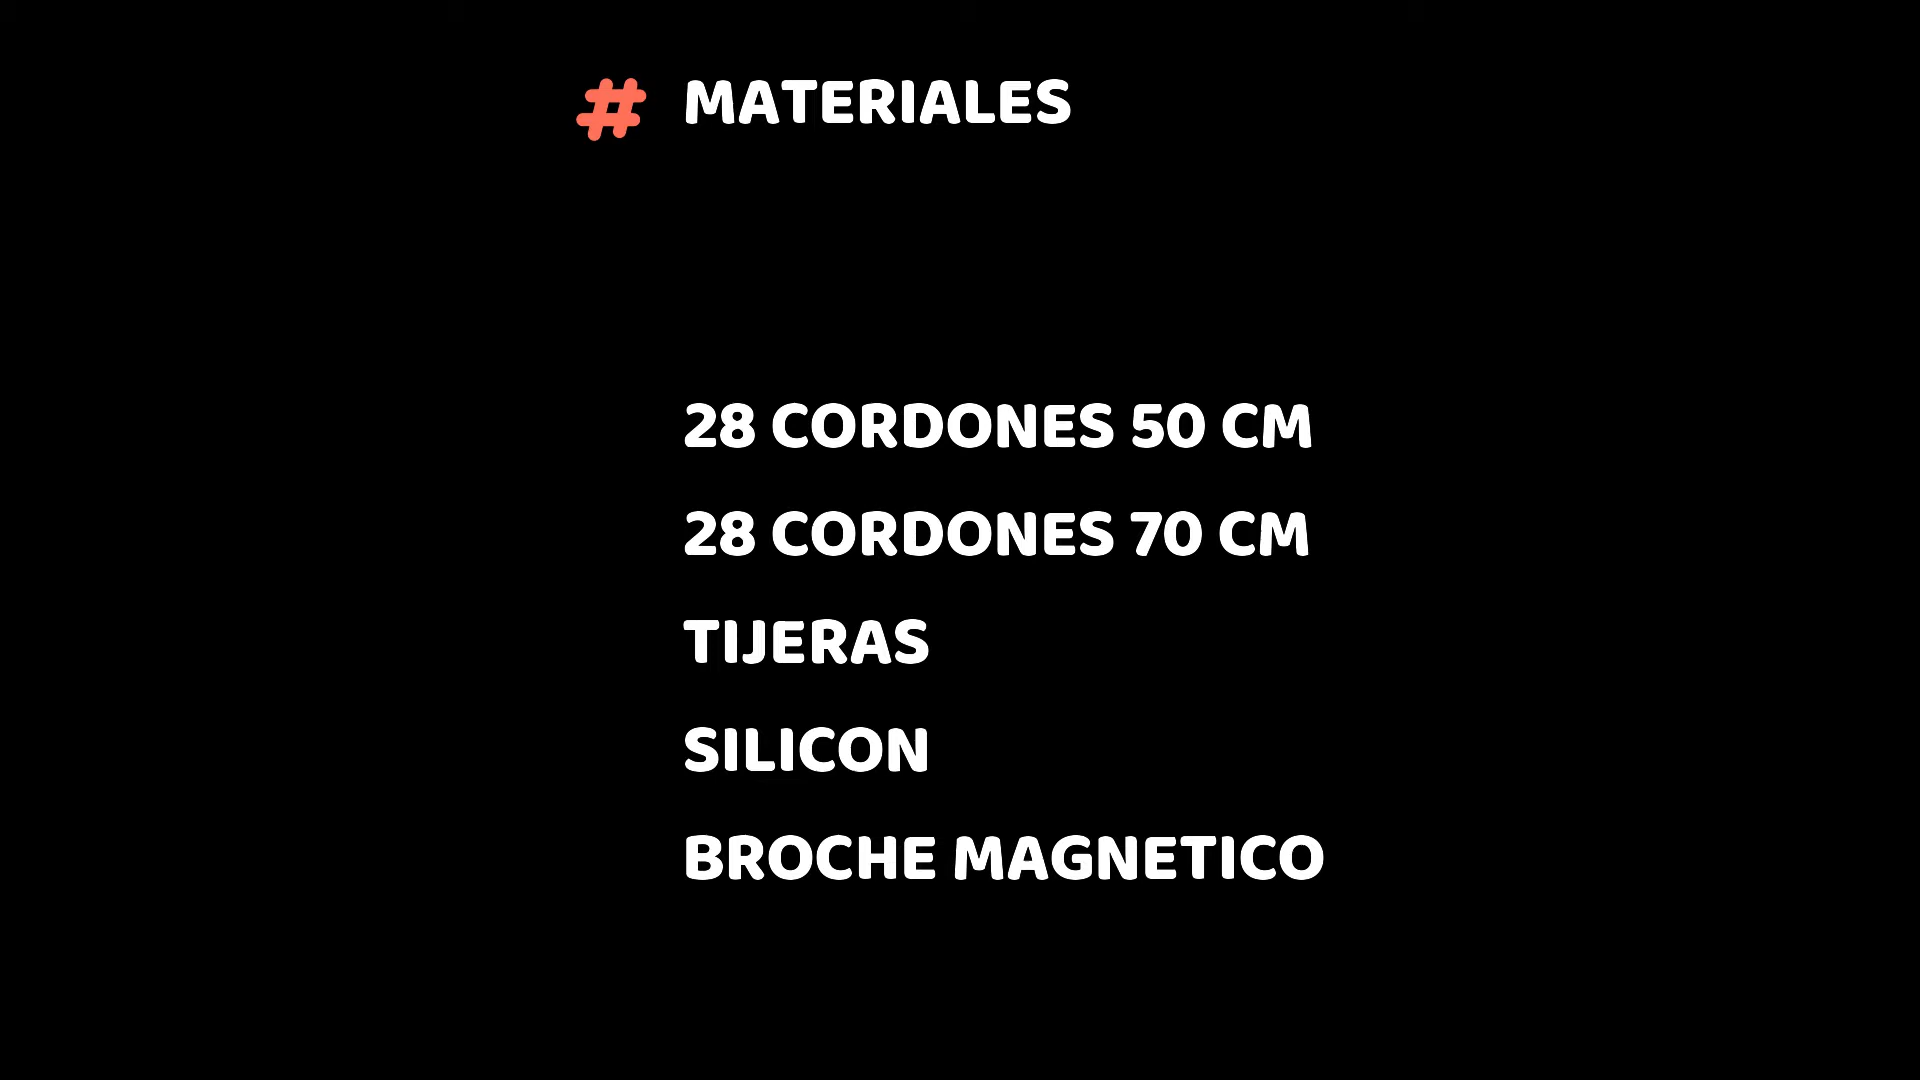 # MATERIALES
28 CORDONES 50 CM
28 CORDONES 70 CM
TIJERAS
SILICON
BROCHE MAGNETICO